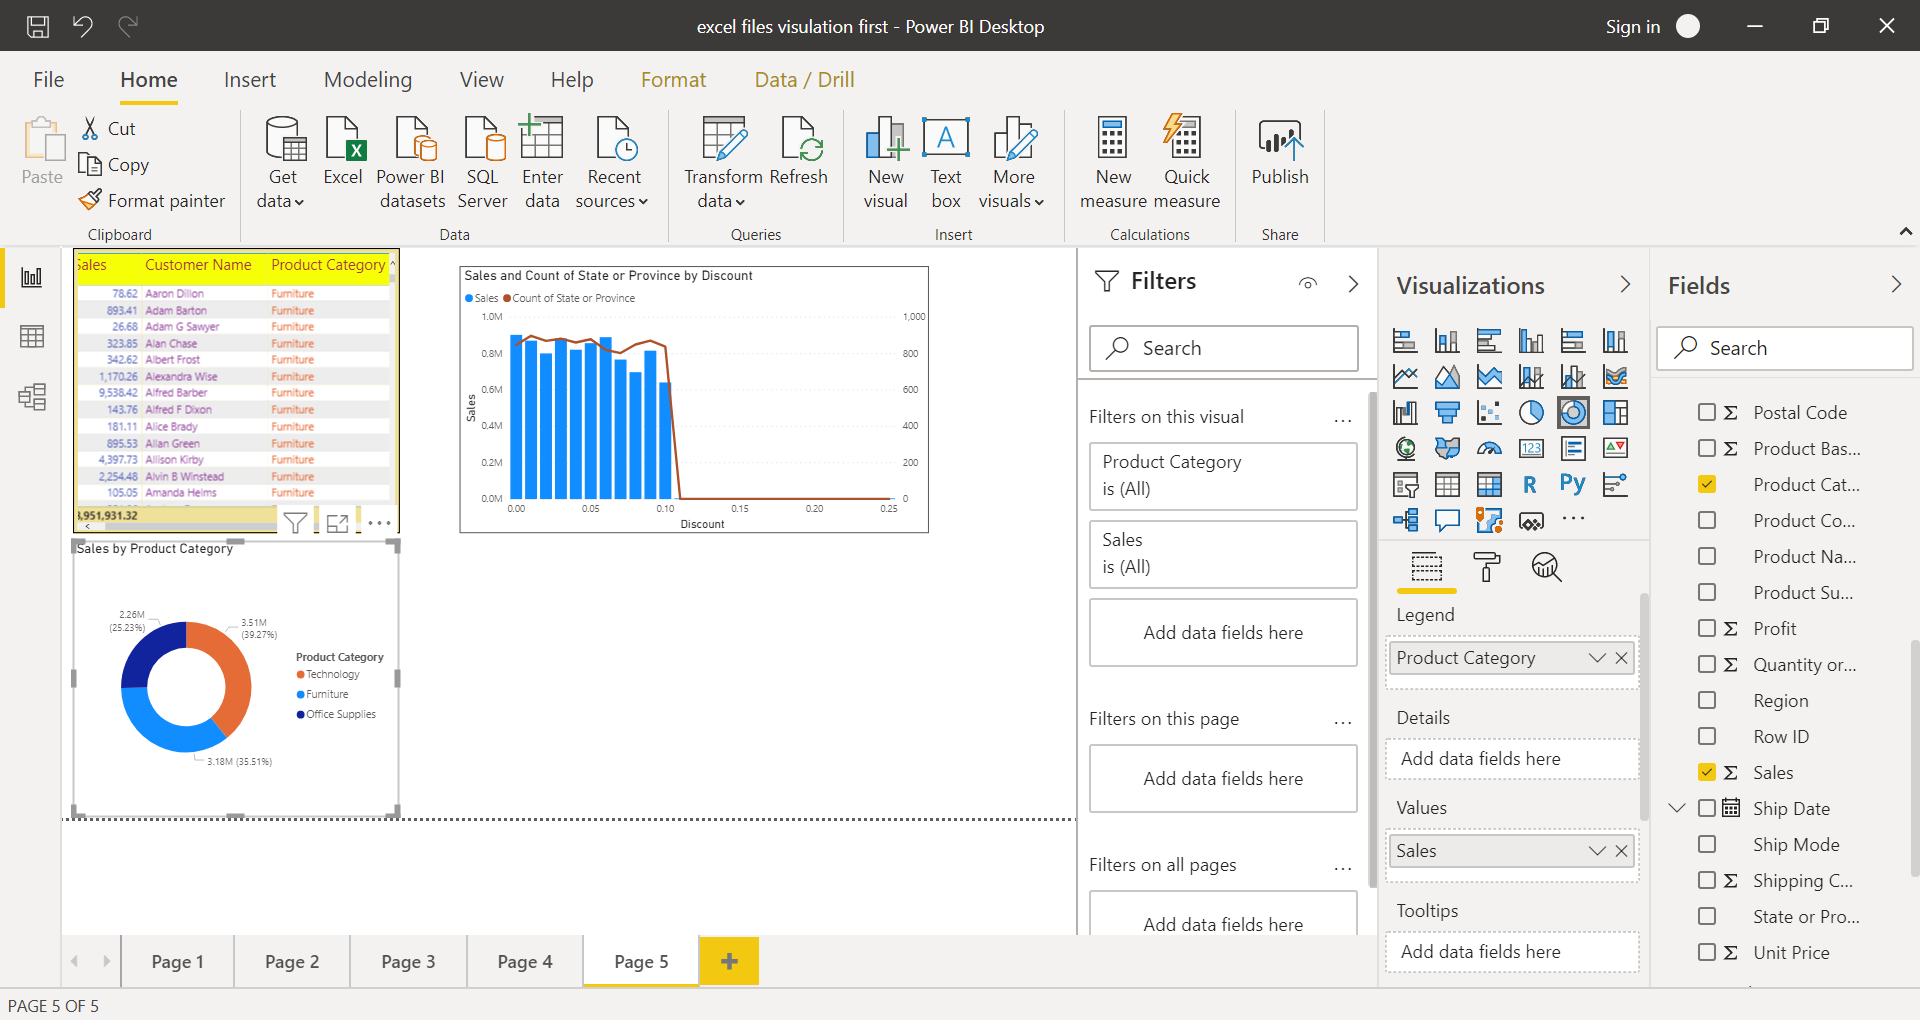 excel files visulation first - Power BI Desktop
Sign in
File Home Insert Modeling View Help Format Data / Drill
Paste
Cut
Copy
Format painter
Clipboard
Get data
Excel
Power BI datasets
SQL Server
Enter data
Recent sources
Data
Transform data
Refresh
Queries
New visual
Text box
More visuals
Insert
New measure
Quick measure
Calculations
Publish
Share
Sales Customer Name Product Category
78.62 Aaron Dillon Furniture
893.41 Adam Barton Furniture
26.68 Adam G Sawyer Furniture
323.85 Alan Chase Furniture
342.62 Albert Frost Furniture
1,170.26 Alexandra Wise Furniture
9,538.42 Alfred Barber Furniture
143.76 Alfred F Dixon Furniture
181.11 Alice Brady Furniture
895.53 Allan Green Furniture
4,397.73 Allison Kirby Furniture
2,254.48 Alvin B Winstead Furniture
105.05 Amanda Helms Furniture
,951,931.32
Sales and Count of State or Province by Discount
Sales Count of State or Province
1.0M 1,000
0.8M 800
0.6M 600
0.4M 400
0.2M 200
0.0M 0
Sales
0.00 0.05 0.10 0.15 0.20 0.25
Discount
Sales by Product Category
2.26M
(25.23%)
3.51M
(39.27%)
3.18M (35.51%)
Product Category
Technology
Furniture
Office Supplies
Filters
Search
Filters on this visual ...
Product Category
is (All)
Sales
is (All)
Add data fields here
Filters on this page ...
Add data fields here
Filters on all pages ...
Add data fields here
Visualizations
123
R
Py
...
Legend
Product Category
Details
Add data fields here
Values
Sales
Tooltips
Add data fields here
Fields
Search
Σ Postal Code
Σ Product Bas...
Product Cat...
Product Co...
Product Na...
Product Su...
Σ Profit
Σ Quantity or...
Region
Row ID
Σ Sales
Ship Date
Ship Mode
Σ Shipping C...
State or Pro...
Σ Unit Price
Page 1 Page 2 Page 3 Page 4 Page 5 +
PAGE 5 OF 5